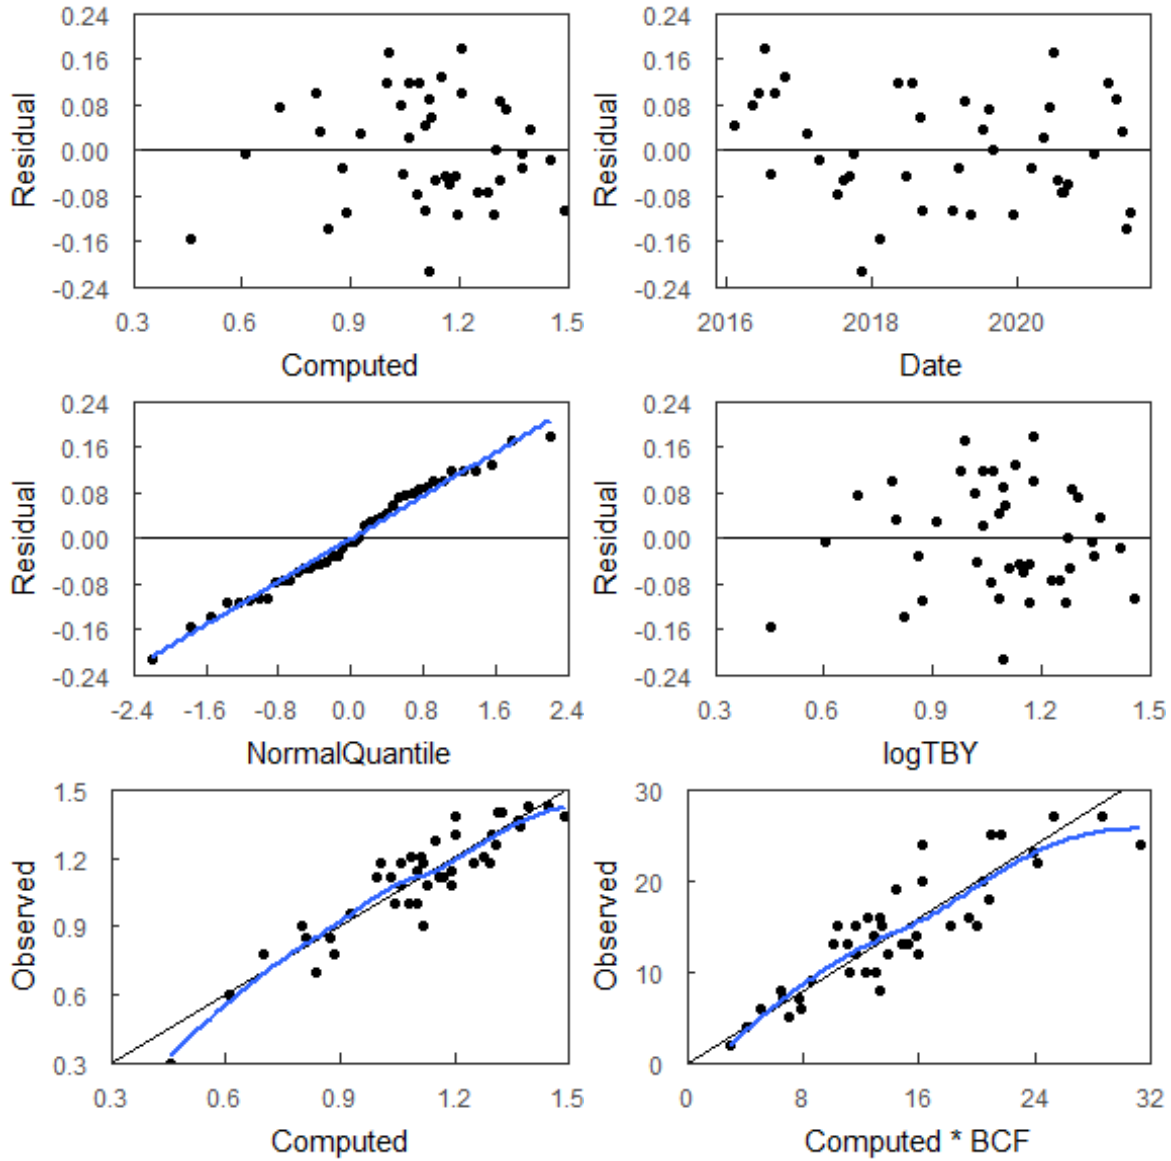 0.24
0.16
0.08
0.00
-0.08
-0.16
-0.24
Residual
0.3 0.6 0.9 1.2 1.5
Computed
0.24
0.16
0.08
0.00
-0.08
-0.16
-0.24
Residual
2016 2018 2020
Date
0.24
0.16
0.08
0.00
-0.08
-0.16
-0.24
Residual
-2.4 -1.6 -0.8 0.0 0.8 1.6 2.4
NormalQuantile
0.24
0.16
0.08
0.00
-0.08
-0.16
-0.24
Residual
0.3 0.6 0.9 1.2 1.5
logTBY
1.5
1.2
0.9
0.6
0.3
Observed
0.3 0.6 0.9 1.2 1.5
Computed
30
20
10
0
Observed
0 8 16 24 32
Computed * BCF